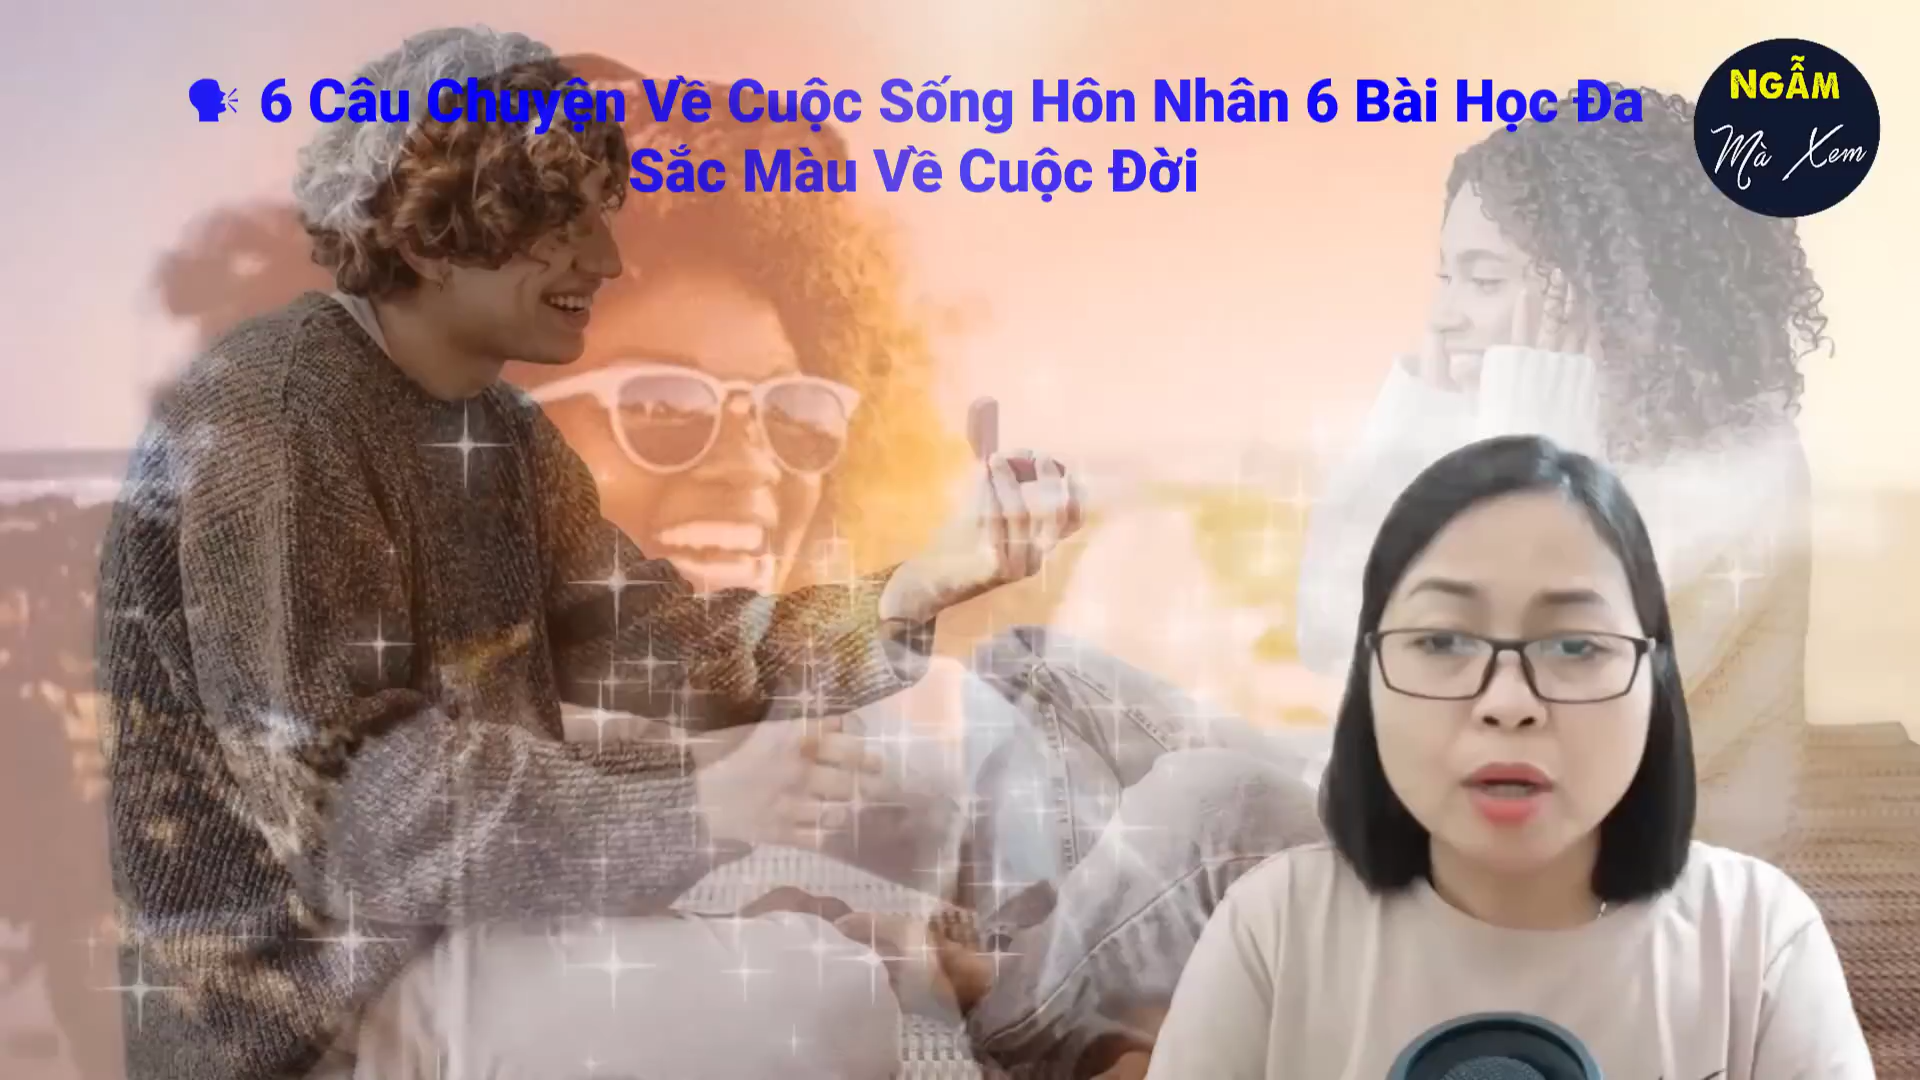 🗣 6 Câu Chuyện Về Cuộc Sống Hôn Nhân 6 Bài Học Đa
Sắc Màu Về Cuộc Đời
NGẪM
Mà Xem